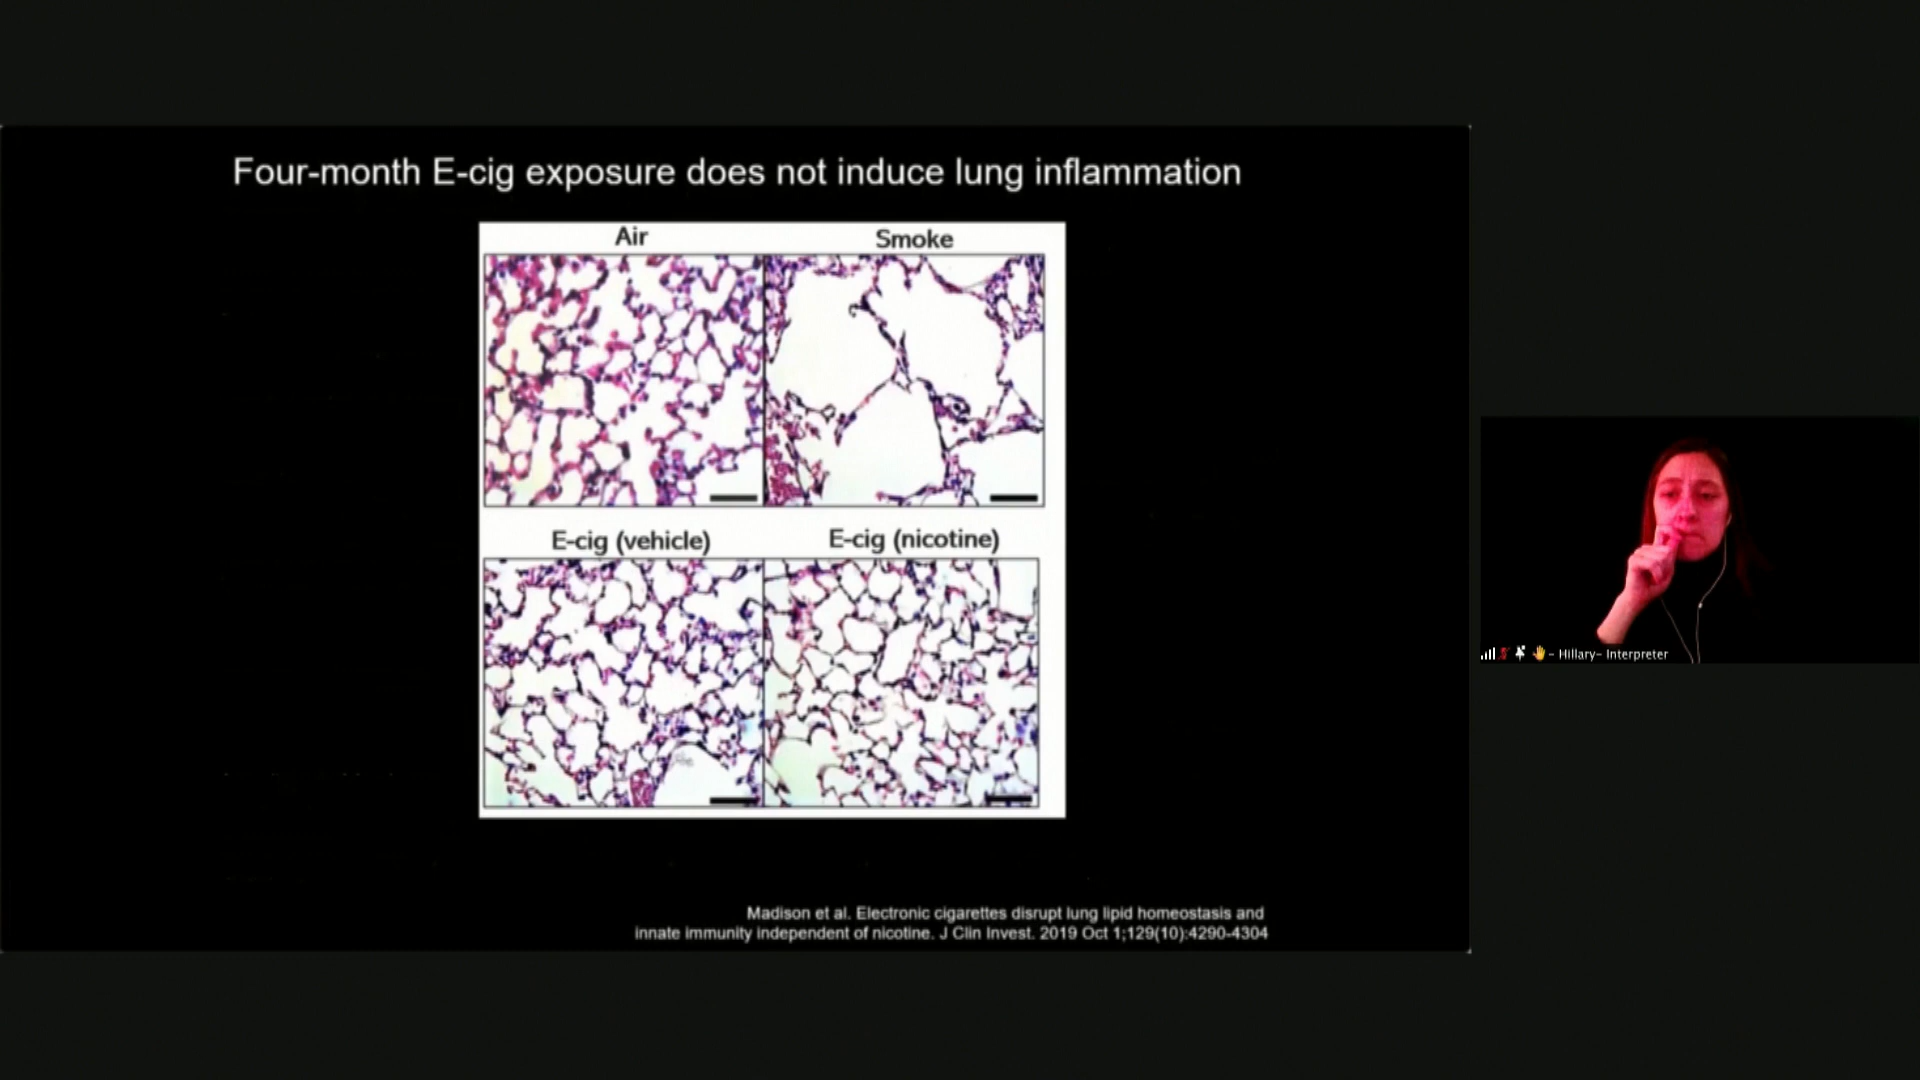 Four-month E-cig exposure does not induce lung inflammation
Air
Smoke
E-cig (vehicle)
E-cig (nicotine)
Madison et al. Electronic cigarettes disrupt lung lipid homeostasis and
innate immunity independent of nicotine. J Clin Invest. 2019 Oct 1;129(10):4290-4304
- Hillary- Interpreter